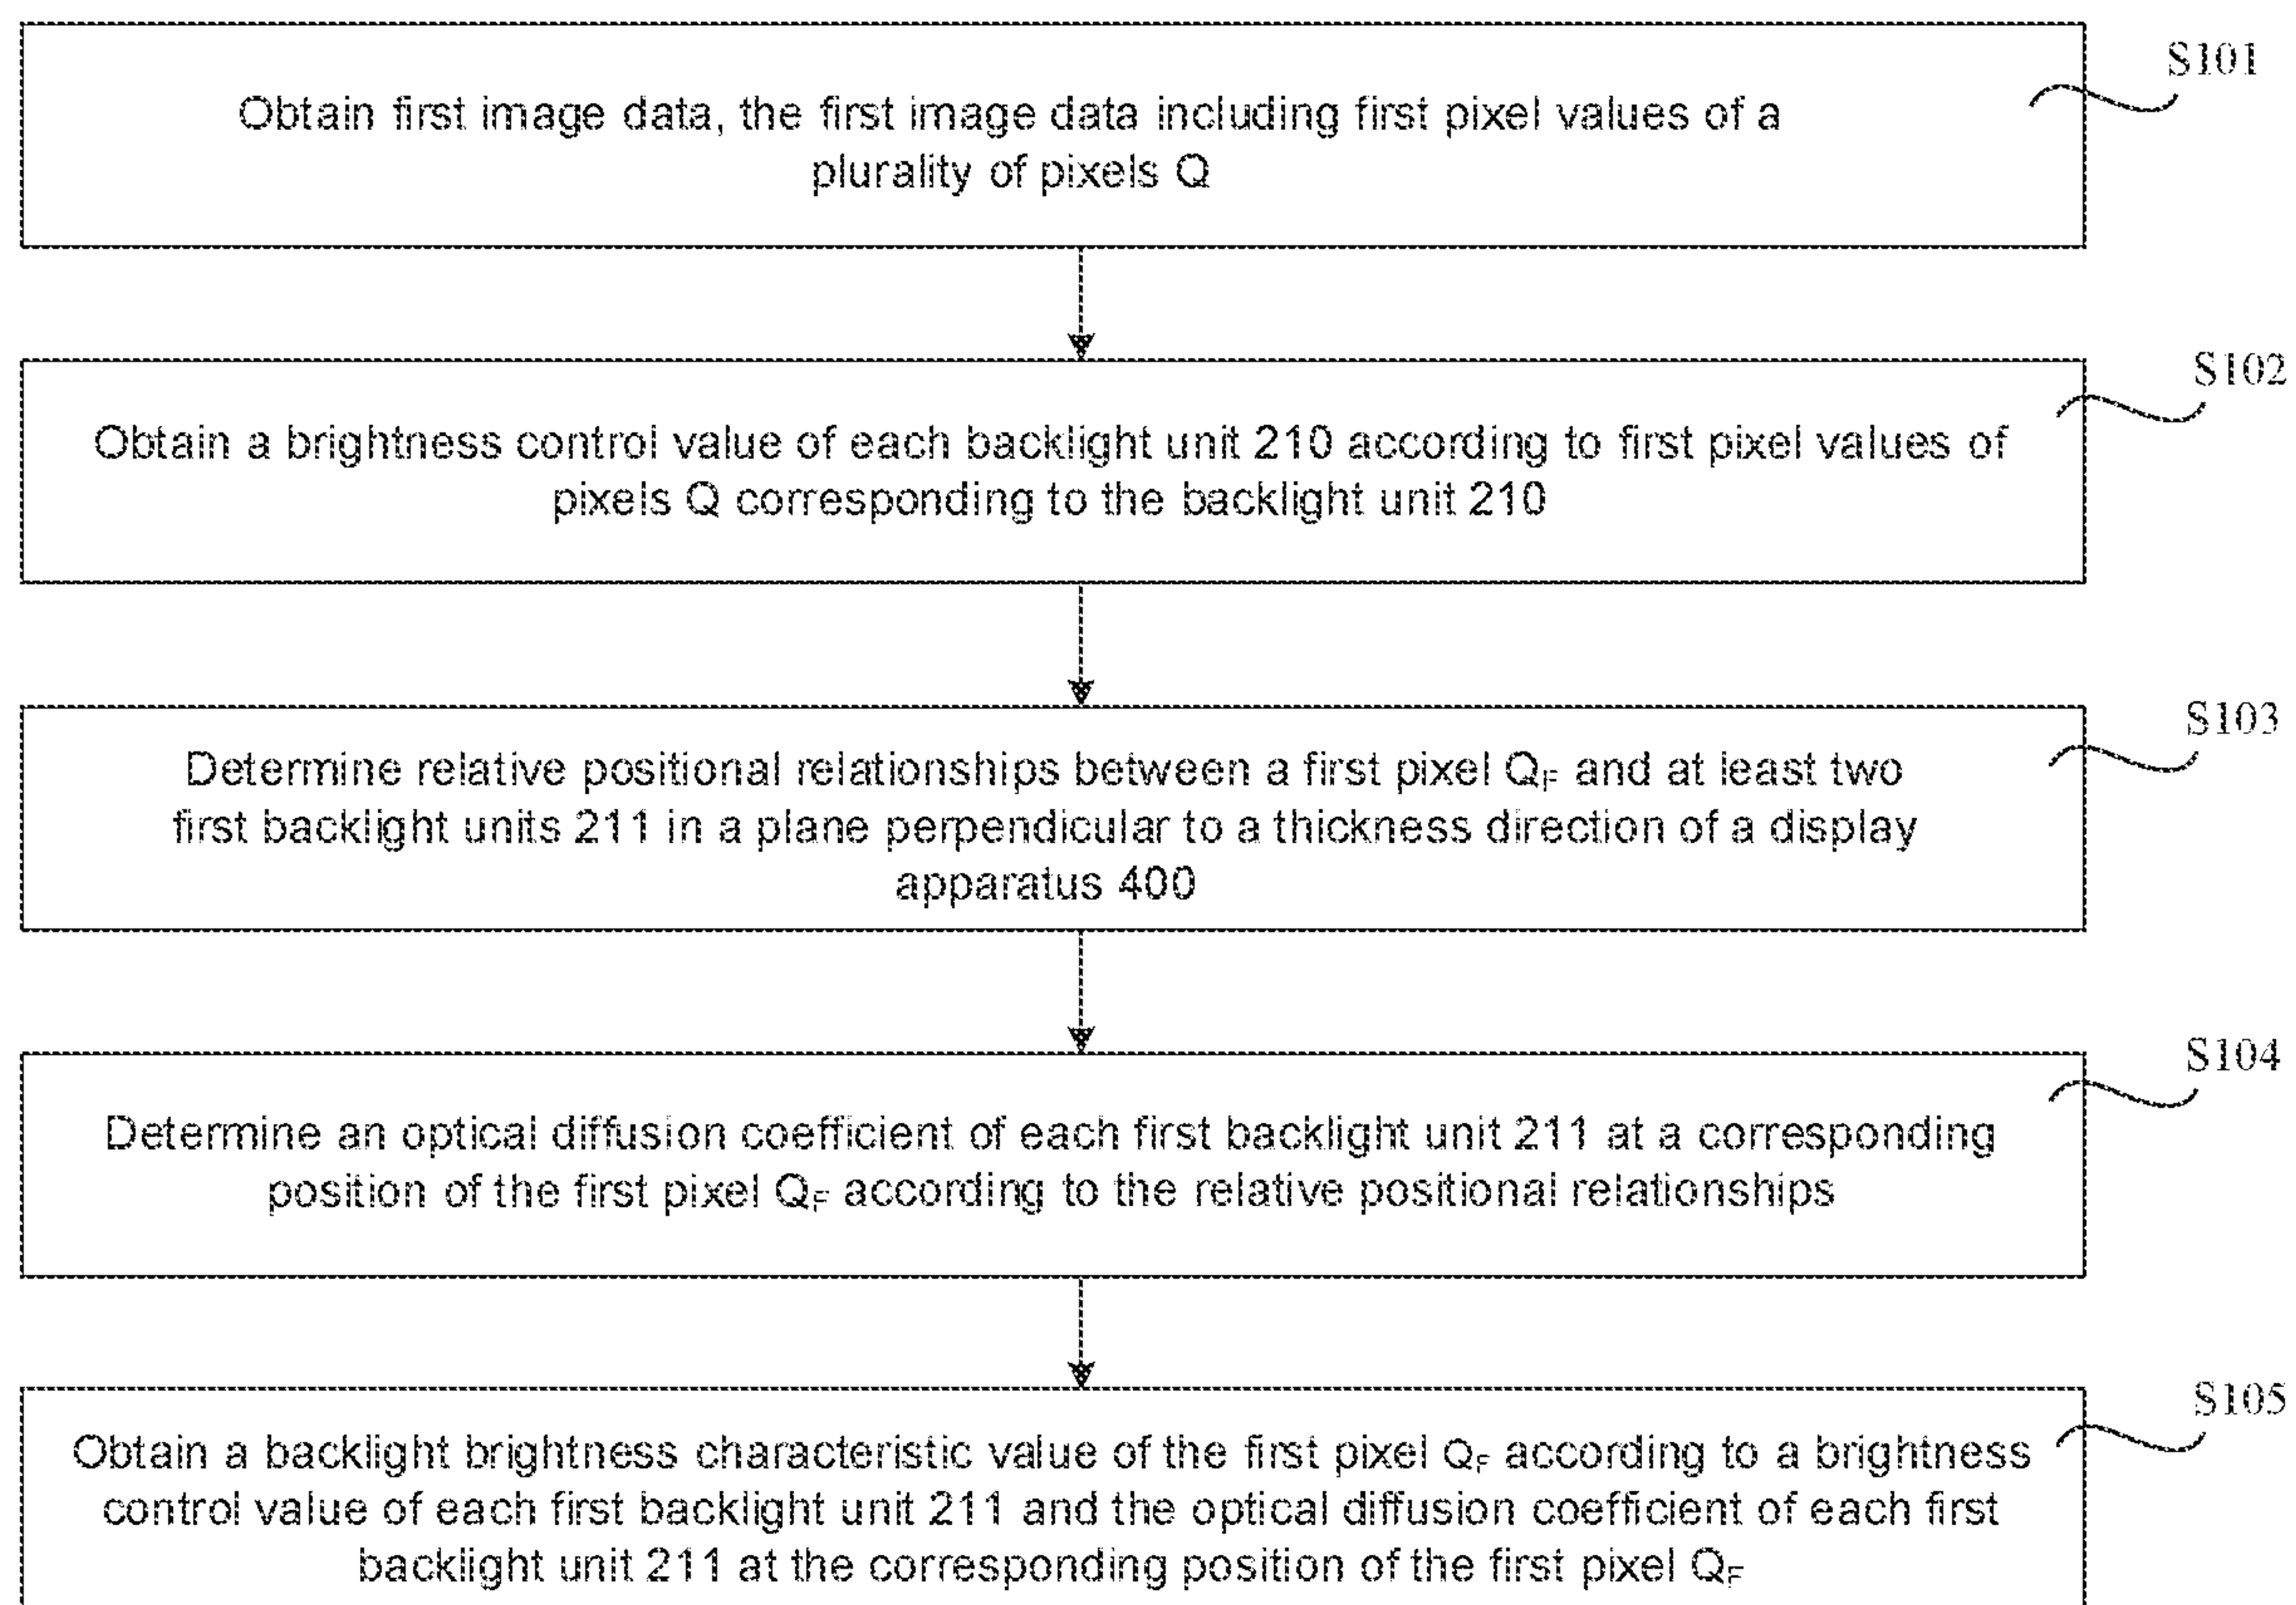 S101
Obtain first image data, the first image data including first pixel values of a
plurality of pixels Q
S102
Obtain a brightness control value of each backlight unit 210 according to first pixel values of
pixels Q corresponding to the backlight unit 210
S103
Determine relative positional relationships between a first pixel Q_F and at least two
first backlight units 211 in a plane perpendicular to a thickness direction of a display
apparatus 400
S104
Determine an optical diffusion coefficient of each first backlight unit 211 at a corresponding
position of the first pixel Q_F according to the relative positional relationships
S105
Obtain a backlight brightness characteristic value of the first pixel Q_F according to a brightness
control value of each first backlight unit 211 and the optical diffusion coefficient of each first
backlight unit 211 at the corresponding position of the first pixel Q_F